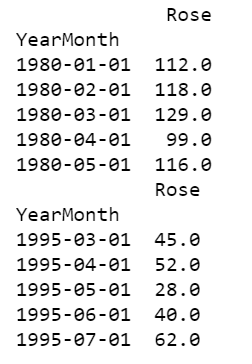 Rose
YearMonth
1980-01-01 112.0
1980-02-01 118.0
1980-03-01 129.0
1980-04-01 99.0
1980-05-01 116.0
Rose
YearMonth
1995-03-01 45.0
1995-04-01 52.0
1995-05-01 28.0
1995-06-01 40.0
1995-07-01 62.0